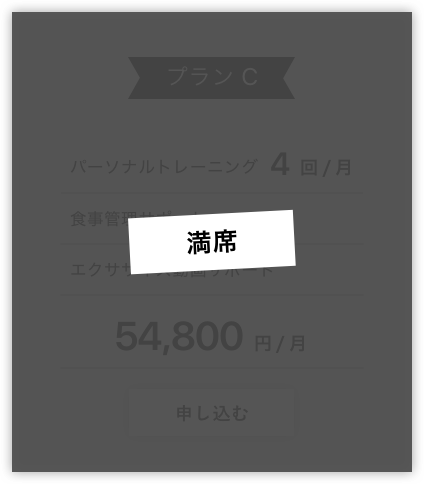 プラン C
パーソナルトレーニング 4 回 / 月
食事管理
満席
エクササ
サポート
54,800 円 / 月
申し込む